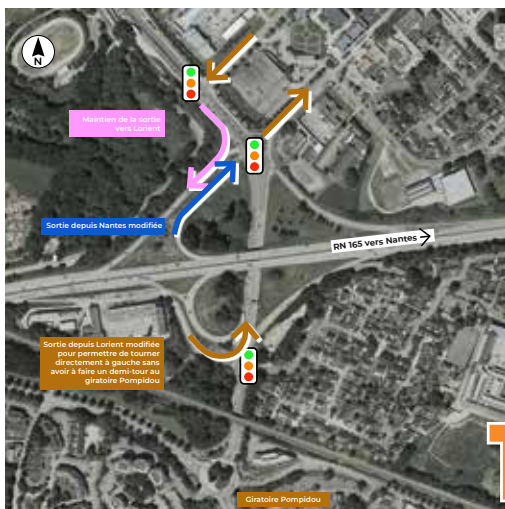 N
Maintien de la sortie
vers Lorient
Sortie depuis Nantes modifiée
RN 165 vers Nantes
Sortie depuis Lorient modifiée
pour permettre de tourner
directement à gauche sans
avoir à faire un demi-tour au
giratoire Pompidou
Giratoire Pompidou